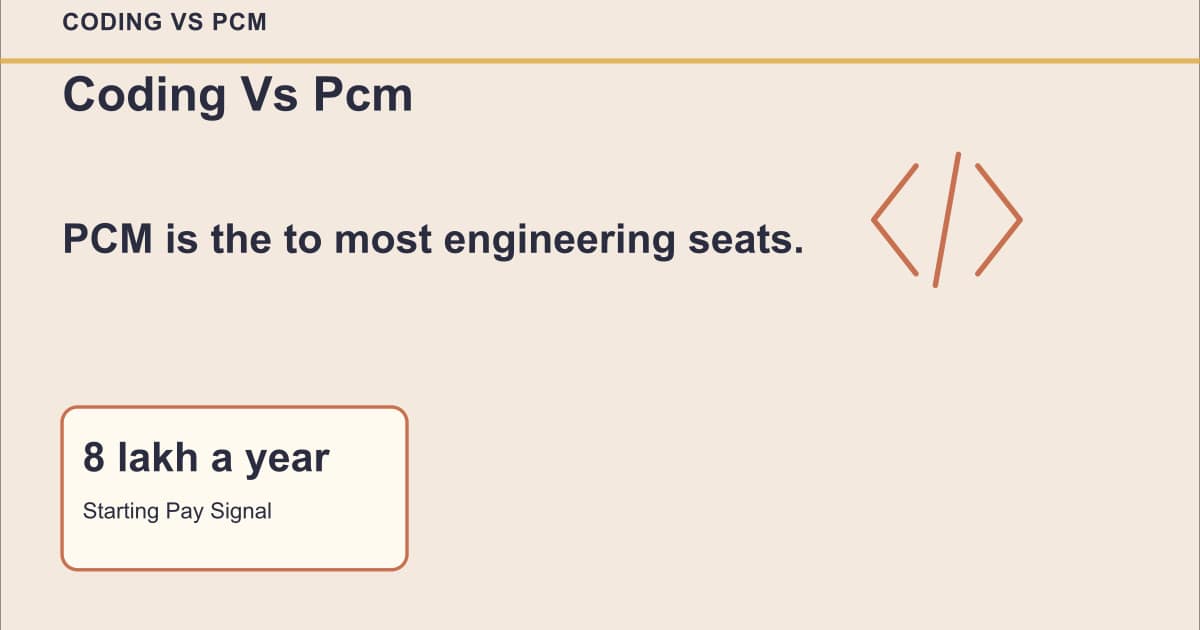 CODING VS PCM
Coding Vs Pcm
PCM is the to most engineering seats.
8 lakh a year
Starting Pay Signal